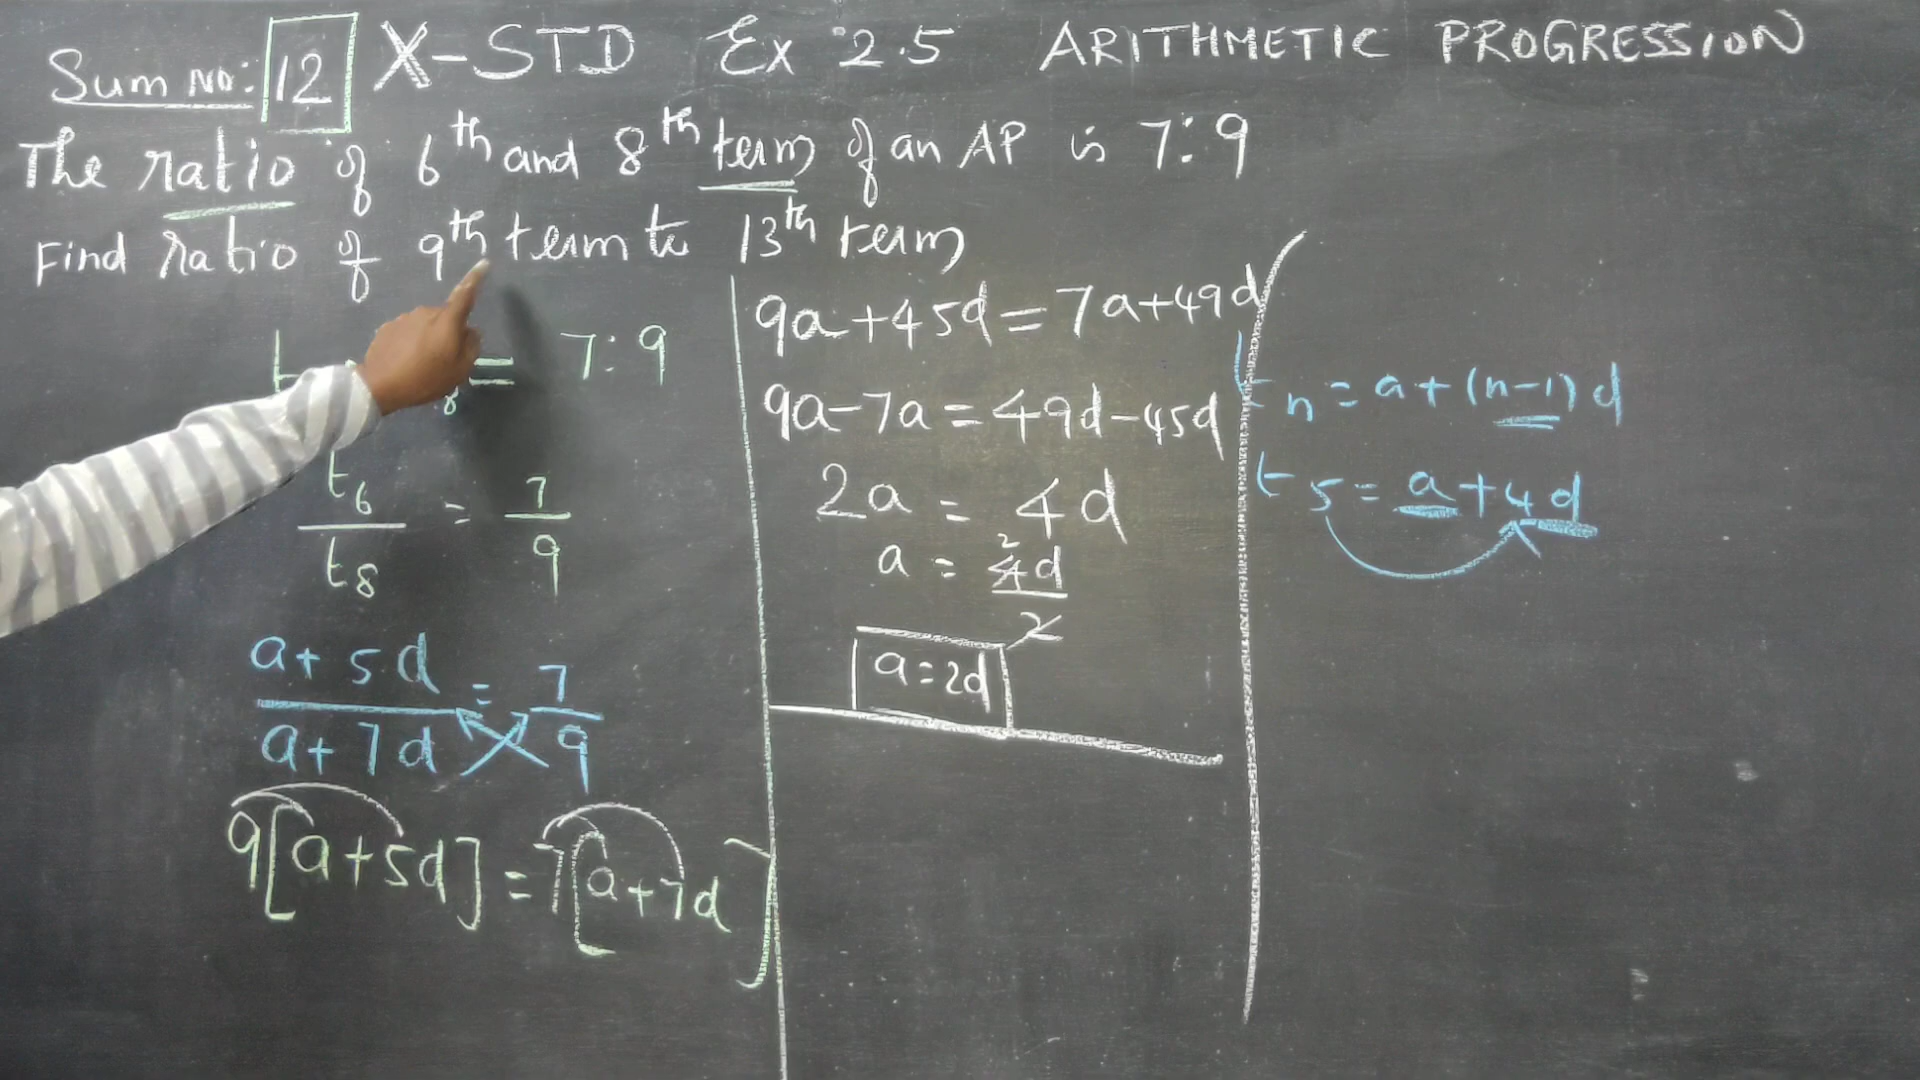 Sum No: 12 X-STD Ex 2.5 ARITHMETIC PROGRESSION
The ratio of 6th and 8th term of an AP is 7:9
Find ratio of 9th term to 13th term
t 8 = 7:9
t6/t8 = 7/9
a+5d/a+7d = 7/9
9[a+5d] = 7[a+7d]
9a+45d=7a+49d
9a-7a=49d-45d
2a = 4d
a = 4d/2 2
a=2d
tn = a+(n-1)d
t5 = a+4d